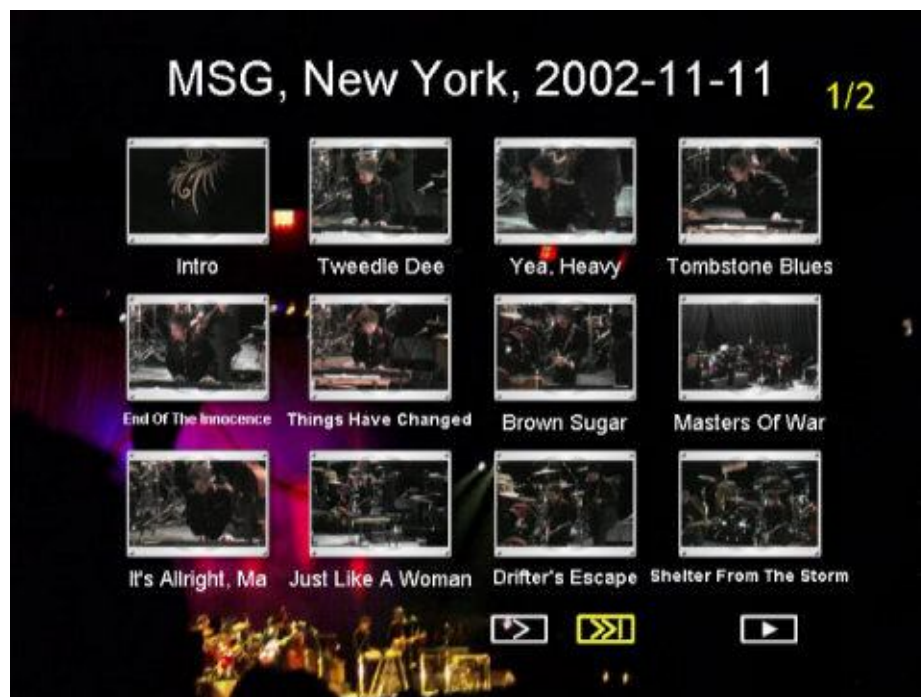 MSG, New York, 2002-11-11
1/2
Intro
Tweedle Dee
Yea, Heavy
Tombstone Blues
End Of The Innocence
Things Have Changed
Brown Sugar
Masters Of War
It's Allright, Ma
Just Like A Woman
Drifter's Escape
Shelter From The Storm